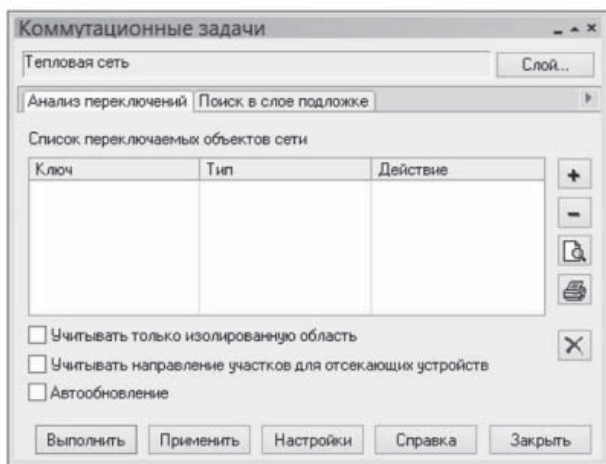 Коммутационные задачи
Тепловая сеть
Слой...
Анализ переключений Поиск в слое подложке
Список переключаемых объектов сети
Ключ Тип Действие
Учитывать только изолированную область
Учитывать направление участков для отсекающих устройств
Автообновление
Выполнить Применить Настройки Справка Закрыть